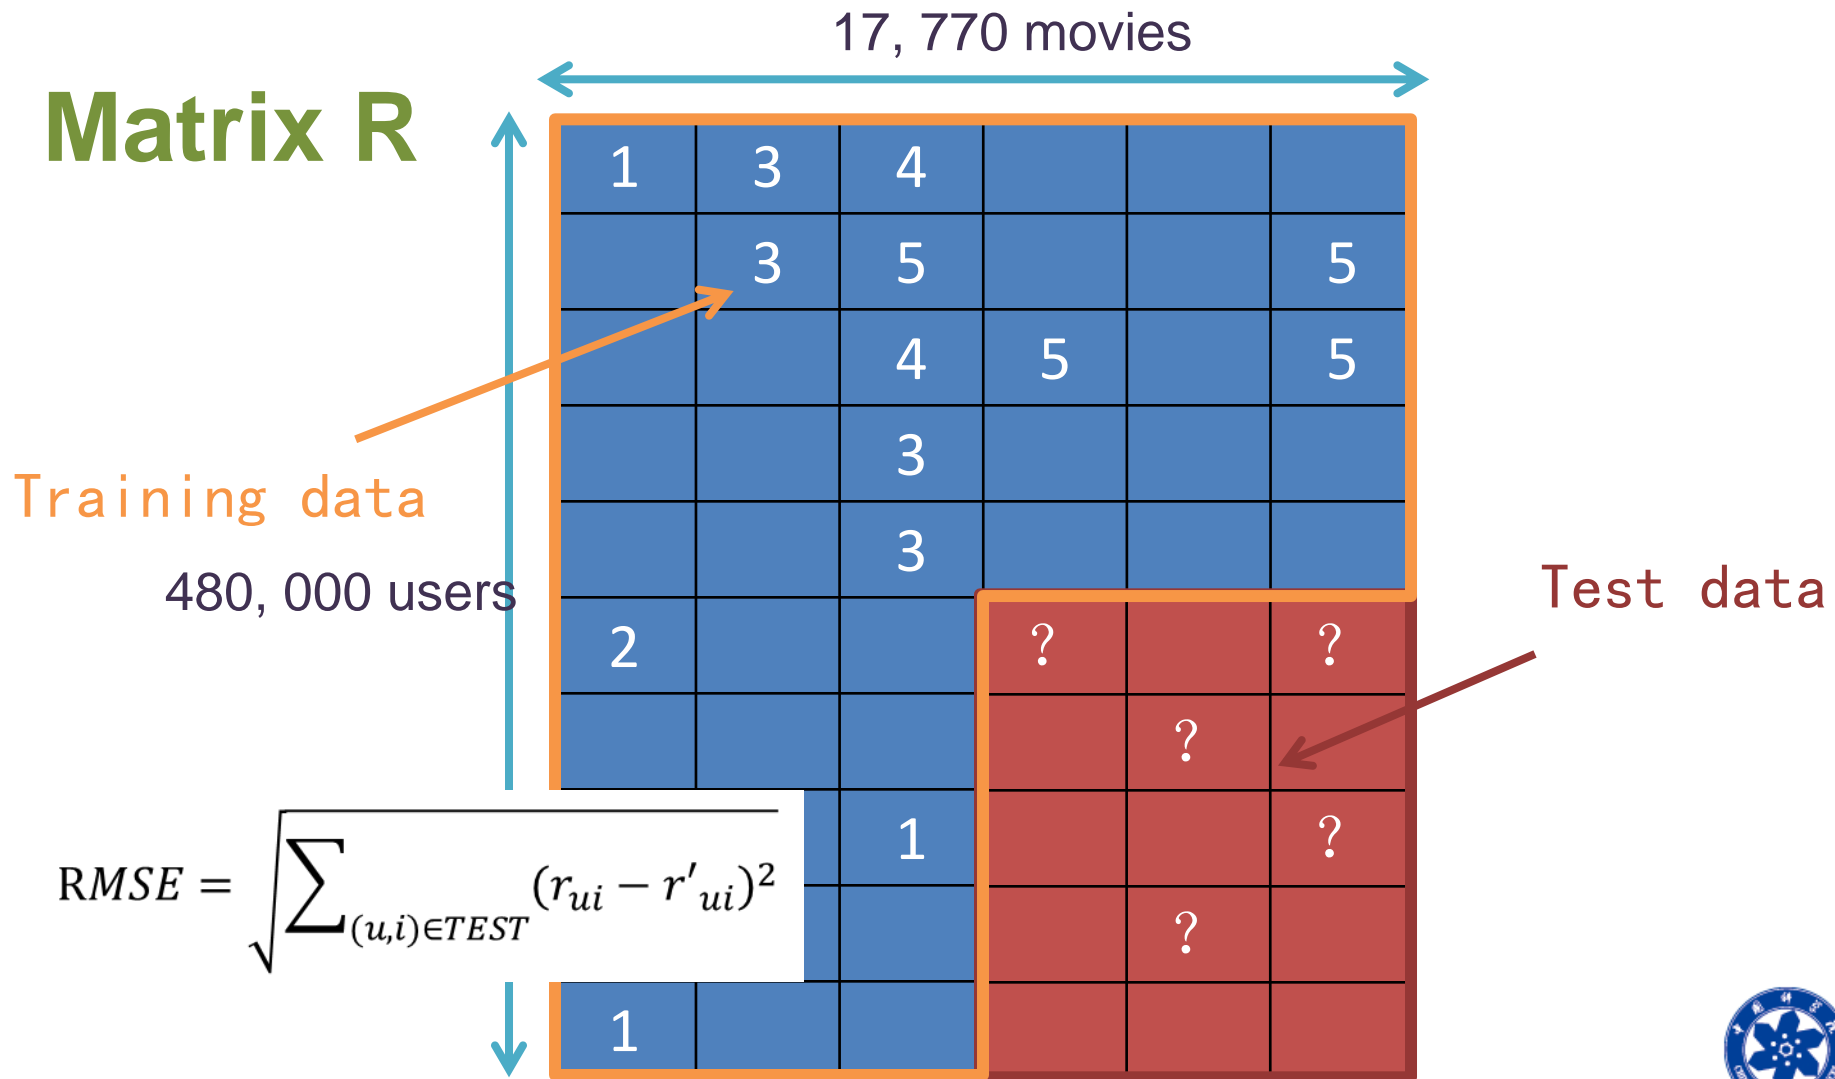 17, 770 movies
Matrix R
1 3 4
3 5 5
4 5 5
3
Training data
3
480, 000 users
Test data
2 ? ?
?
1 ?
RMSE = √∑(u,i)∈TEST (rui − r′ui)²
?
1